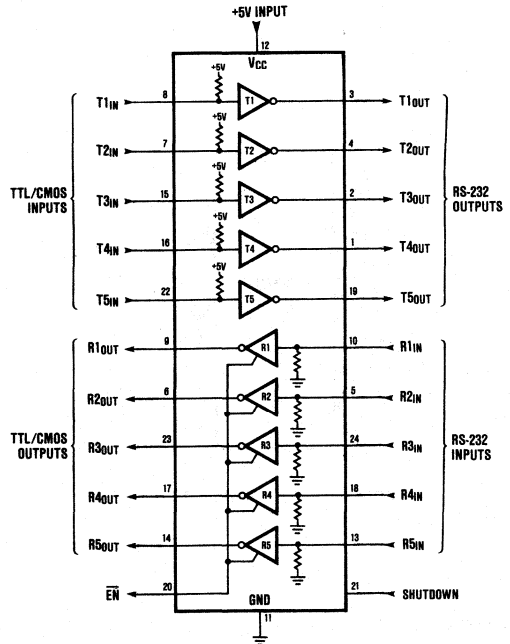 +5V INPUT
12
VCC
+5V
8 T1IN T1 3 T1OUT
+5V
7 T2IN T2 4 T2OUT
+5V
TTL/CMOS INPUTS
15 T3IN T3 2 T3OUT
RS-232 OUTPUTS
+5V
16 T4IN T4 1 T4OUT
+5V
22 T5IN T5 19 T5OUT
R1OUT 9 R1 10 R1IN
R2OUT 6 R2 5 R2IN
TTL/CMOS OUTPUTS
R3OUT 23 R3 24 R3IN
RS-232 INPUTS
R4OUT 17 R4 18 R4IN
R5OUT 14 R5 13 R5IN
E̅N̅ 20 21 SHUTDOWN
GND
11